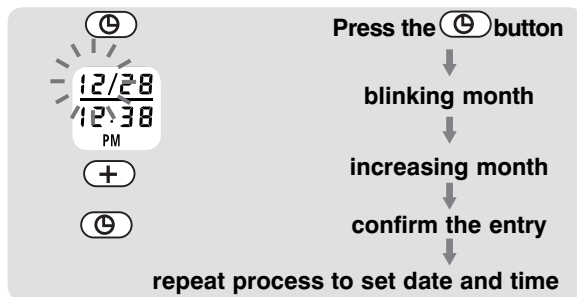 Press the button
12/28
blinking month
12:38
PM
+
increasing month
confirm the entry
repeat process to set date and time